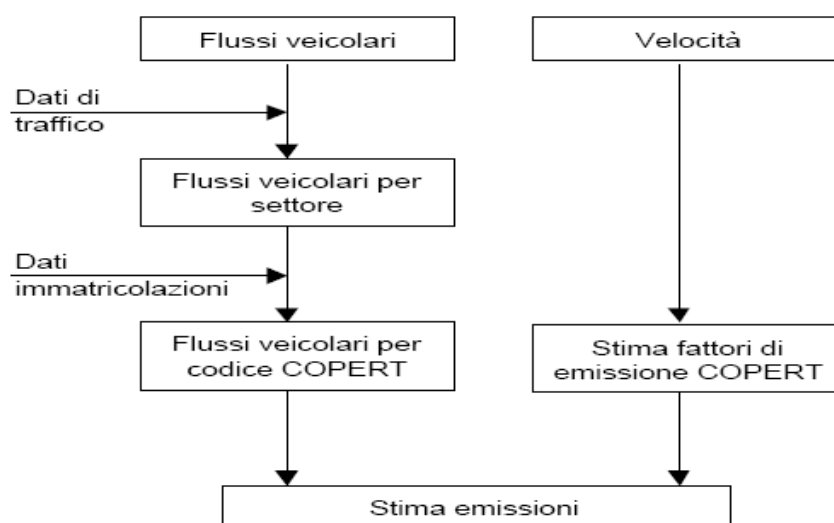 Flussi veicolari
Velocità
Dati di
traffico
Flussi veicolari per
settore
Dati
immatricolazioni
Flussi veicolari per
codice COPERT
Stima fattori di
emissione COPERT
Stima emissioni